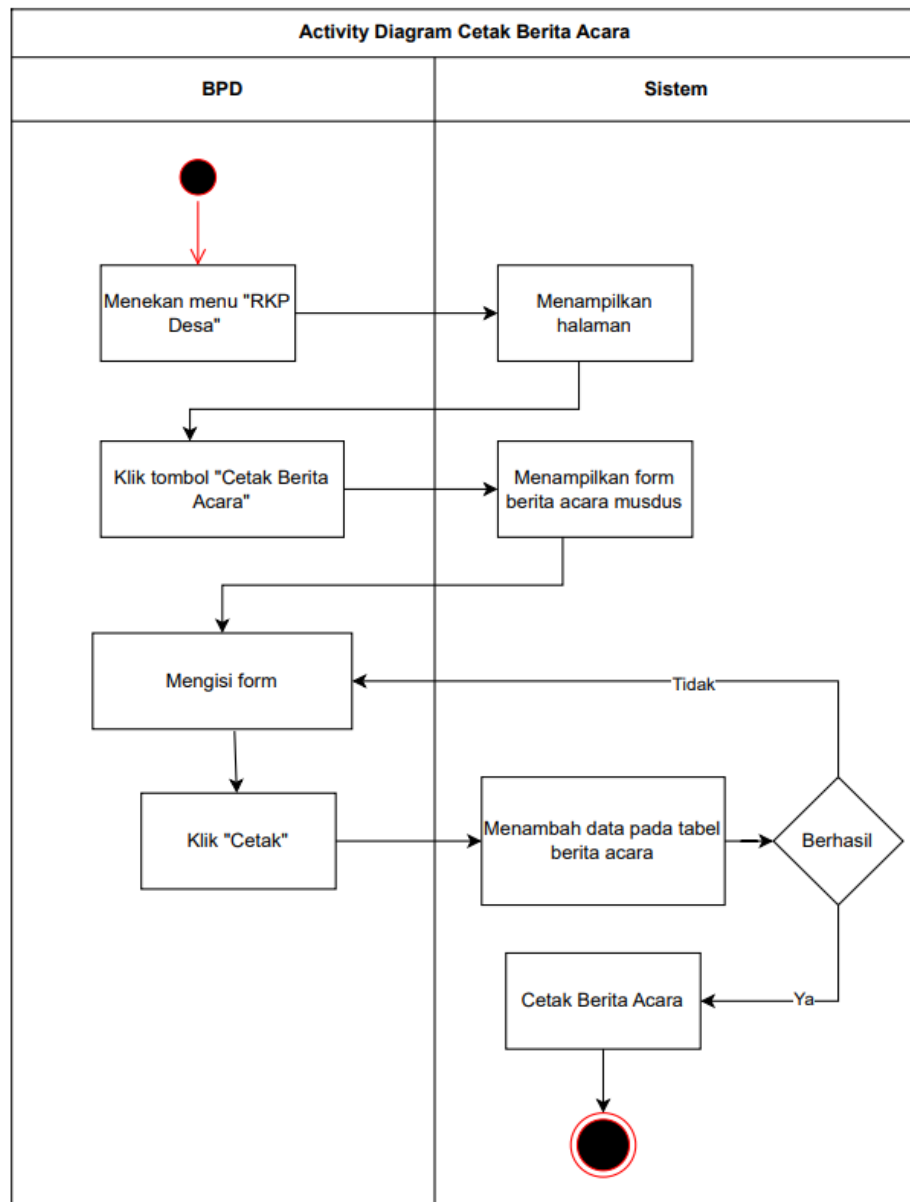 Activity Diagram Cetak Berita Acara
BPD
Sistem
Menekan menu "RKP
Desa"
Menampilkan
halaman
Klik tombol "Cetak Berita
Acara"
Menampilkan form
berita acara musdus
Mengisi form
Tidak
Klik "Cetak"
Menambah data pada tabel
berita acara
Berhasil
Cetak Berita Acara
Ya